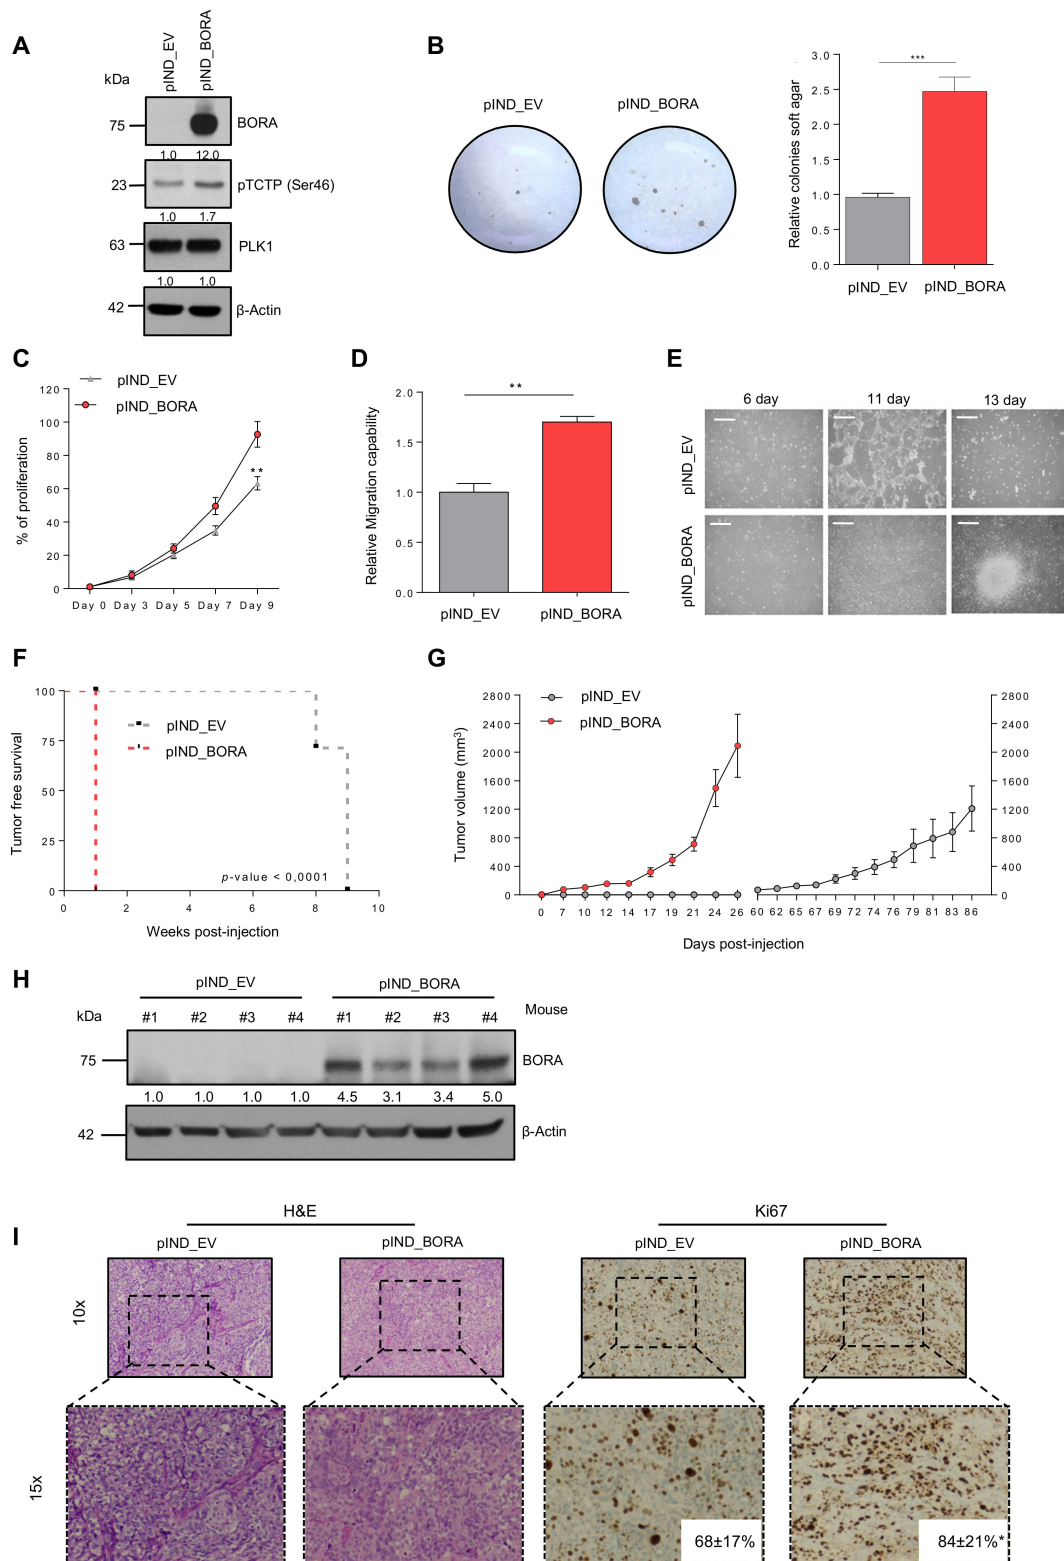 A
kDa
pIND_EV
pIND_BORA
75
BORA
1.0 12.0
23
pTCTP (Ser46)
1.0 1.7
63
PLK1
1.0 1.0
42
β-Actin
B
pIND_EV
pIND_BORA
Relative colonies soft agar
3.0
2.5
2.0
1.5
1.0
0.5
0.0
***
pIND_EV
pIND_BORA
C
pIND_EV
pIND_BORA
% of proliferation
120
100
80
60
40
20
0
**
Day 0 Day 3 Day 5 Day 7 Day 9
D
Relative Migration capability
2.0
1.5
1.0
0.5
0.0
**
pIND_EV
pIND_BORA
E
6 day
11 day
13 day
pIND_EV
pIND_BORA
F
Tumor free survival
100
75
50
25
0
pIND_EV
pIND_BORA
p-value < 0,0001
0 2 4 6 8 10
Weeks post-injection
G
pIND_EV
pIND_BORA
Tumor volume (mm3)
2800
2400
2000
1600
1200
800
400
0
2800
2400
2000
1600
1200
800
400
0
0 7 10 12 14 17 19 21 24 26 60 62 65 67 69 72 74 76 79 81 83 86
Days post-injection
H
pIND_EV
pIND_BORA
kDa
#1 #2 #3 #4 #1 #2 #3 #4
Mouse
75
BORA
1.0 1.0 1.0 1.0 4.5 3.1 3.4 5.0
42
β-Actin
I
H&E
Ki67
pIND_EV
pIND_BORA
pIND_EV
pIND_BORA
10x
15x
68±17%
84±21%*